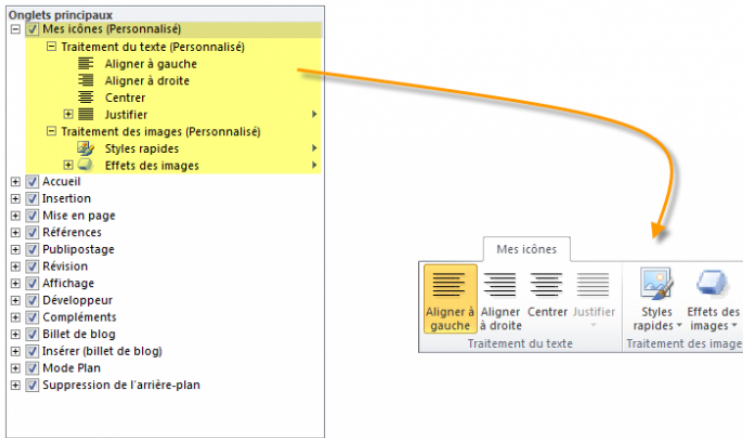 Onglets principaux
Mes icônes (Personnalisé)
Traitement du texte (Personnalisé)
Aligner à gauche
Aligner à droite
Centrer
Justifier
Traitement des images (Personnalisé)
Styles rapides
Effets des images
Accueil
Insertion
Mise en page
Références
Publipostage
Révision
Affichage
Développeur
Compléments
Billet de blog
Insérer (billet de blog)
Mode Plan
Suppression de l'arrière-plan
Mes icônes
Aligner à gauche
Aligner à droite
Centrer
Justifier
Styles rapides
Effets des images
Traitement du texte
Traitement des image